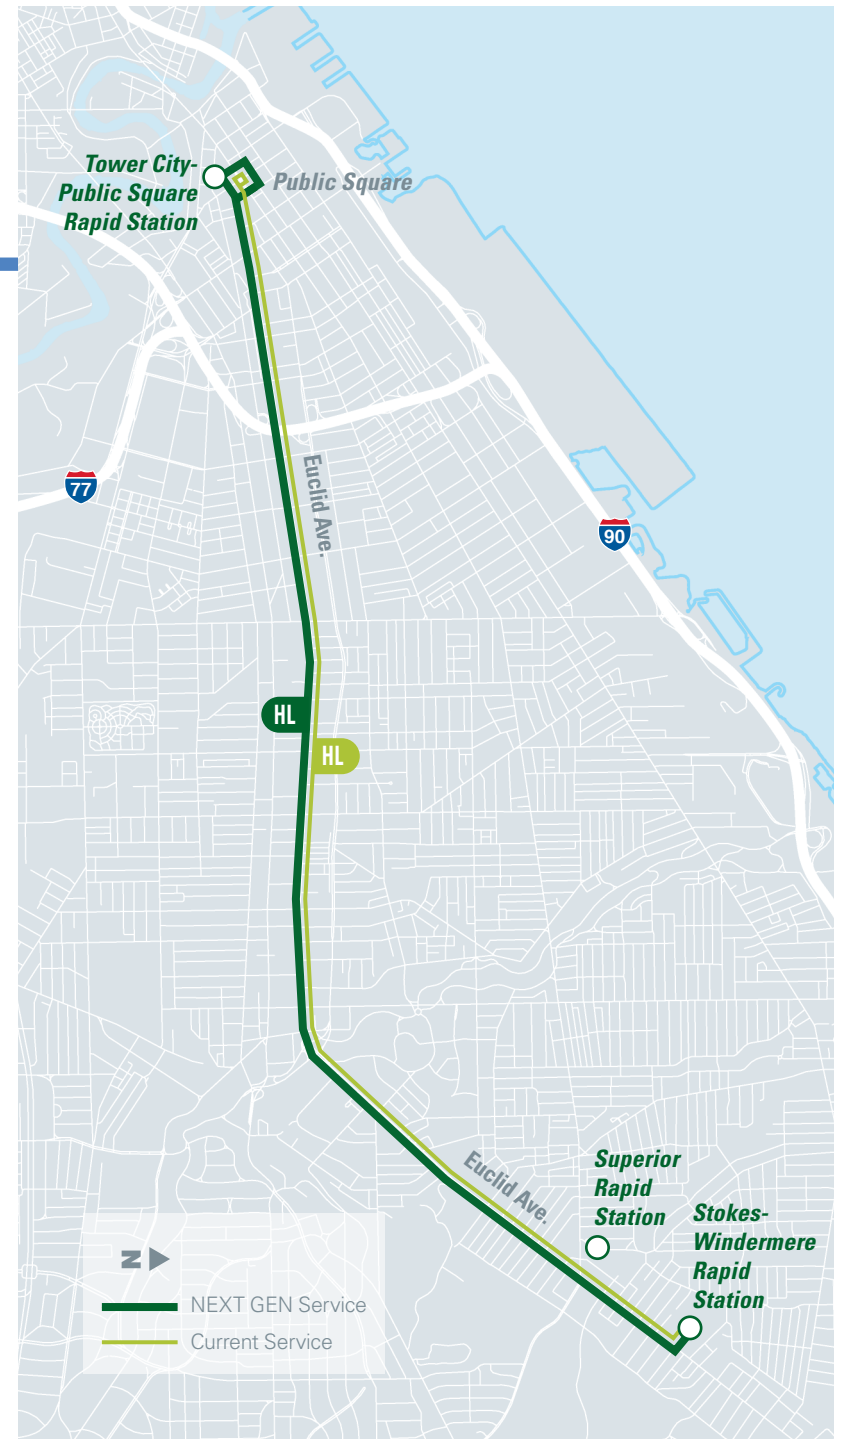 Tower City-
Public Square
Rapid Station
Public Square
Euclid Ave.
77
90
HL
HL
Euclid Ave.
Superior
Rapid
Station
Stokes-
Windermere
Rapid
Station
N
NEXT GEN Service
Current Service